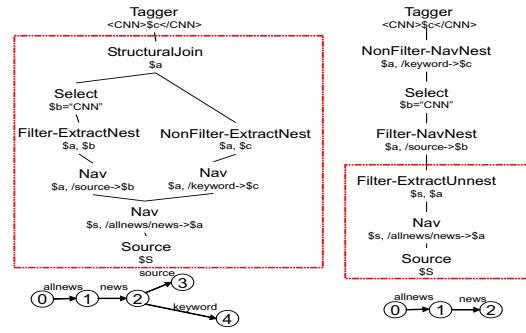 Tagger
<CNN>$c</CNN>
StructuralJoin
$a
Select
$b="CNN"
Filter-ExtractNest
$a, $b
NonFilter-ExtractNest
$a, $c
Nav
$a, /source->$b
Nav
$a, /keyword->$c
Nav
$s, /allnews/news->$a
Source
$S
allnews
news
source
keyword
0
1
2
3
4
Tagger
<CNN>$c</CNN>
NonFilter-NavNest
$a, /keyword->$c
Select
$b="CNN"
Filter-NavNest
$a, /source->$b
Filter-ExtractUnnest
$s, $a
Nav
$s, /allnews/news->$a
Source
$S
allnews
news
0
1
2